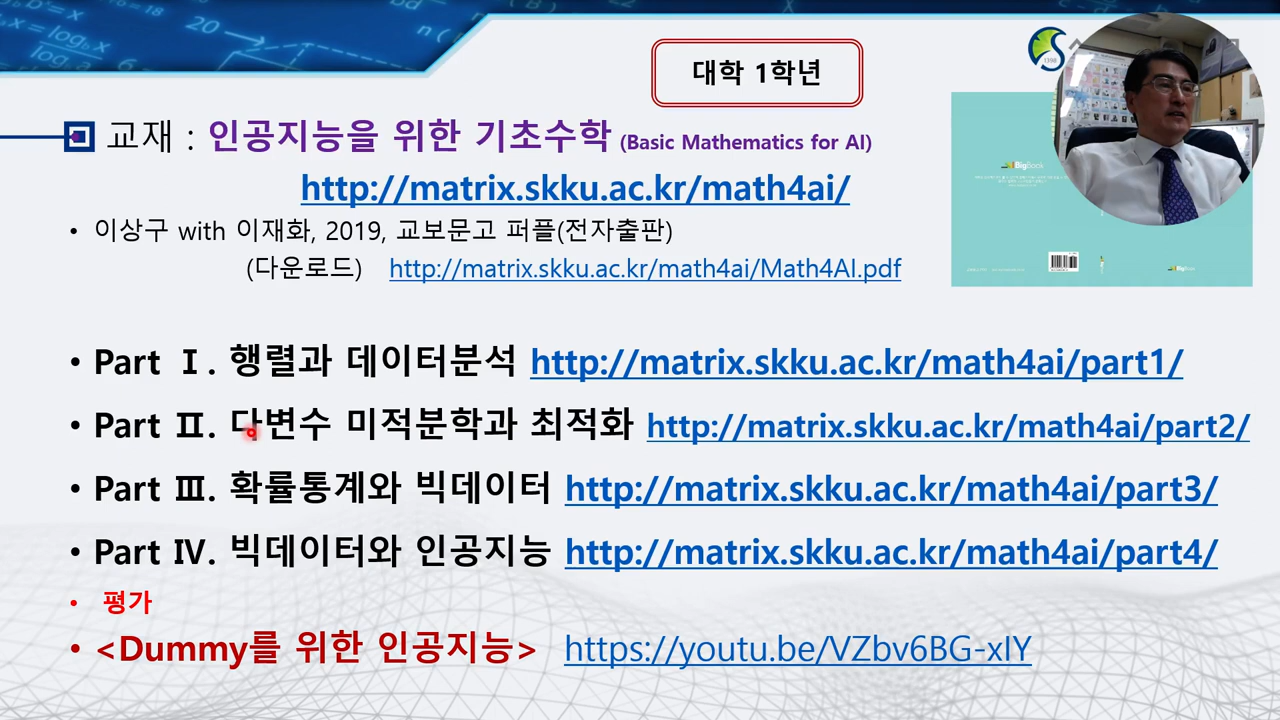 대학 1학년
교재 : 인공지능을 위한 기초수학 (Basic Mathematics for AI)
http://matrix.skku.ac.kr/math4ai/
• 이상구 with 이재화, 2019, 교보문고 퍼플(전자출판)
(다운로드) http://matrix.skku.ac.kr/math4ai/Math4AI.pdf
• Part Ⅰ. 행렬과 데이터분석 http://matrix.skku.ac.kr/math4ai/part1/
• Part Ⅱ. 다변수 미적분학과 최적화 http://matrix.skku.ac.kr/math4ai/part2/
• Part Ⅲ. 확률통계와 빅데이터 http://matrix.skku.ac.kr/math4ai/part3/
• Part Ⅳ. 빅데이터와 인공지능 http://matrix.skku.ac.kr/math4ai/part4/
• 평가
• <Dummy를 위한 인공지능> https://youtu.be/VZbv6BG-xIY
BigBook
1398
BigBook